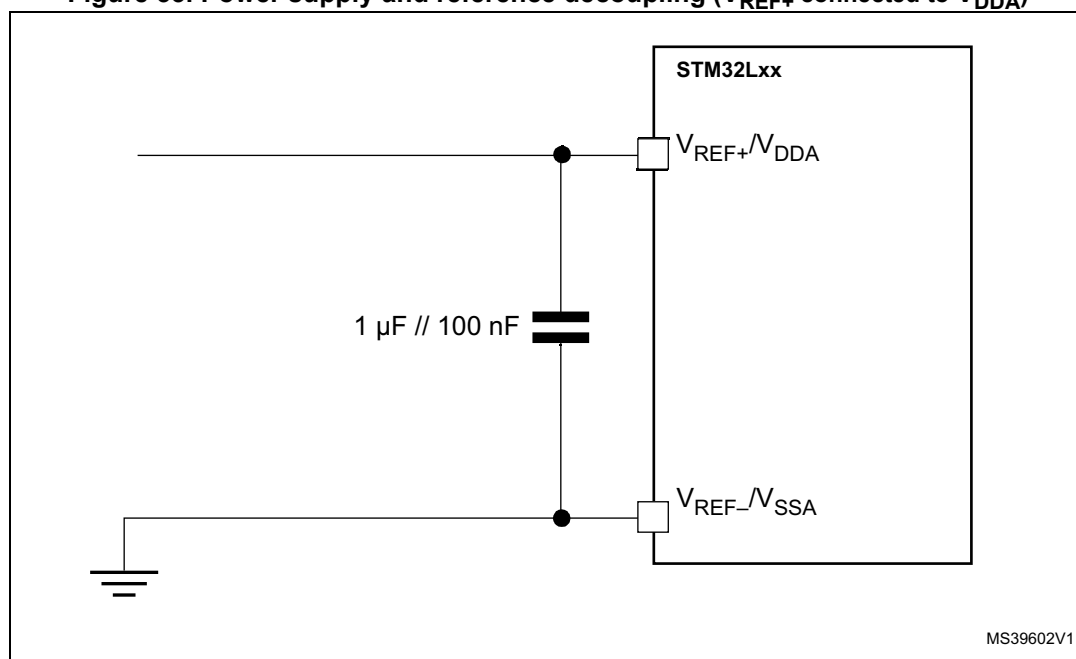 STM32Lxx
VREF+/VDDA
1 µF // 100 nF
VREF–/VSSA
MS39602V1